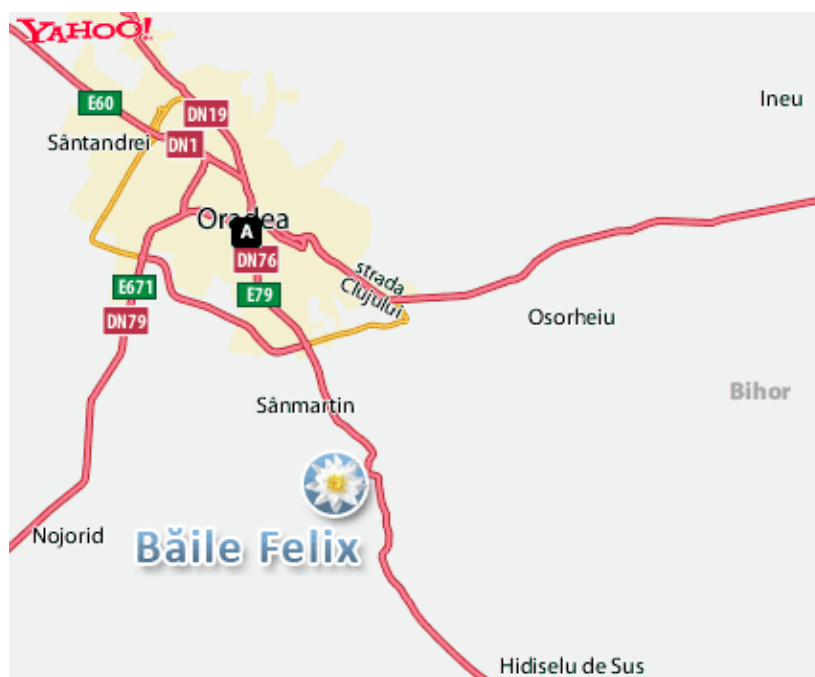 YAHOO!
E60
DN19
Ineu
Sântandrei
DN1
Oradea
A
DN76
strada
Clujului
E671
E79
DN79
Osorheiu
Bihor
Sânmartin
Nojorid
Băile Felix
Hidiselu de Sus